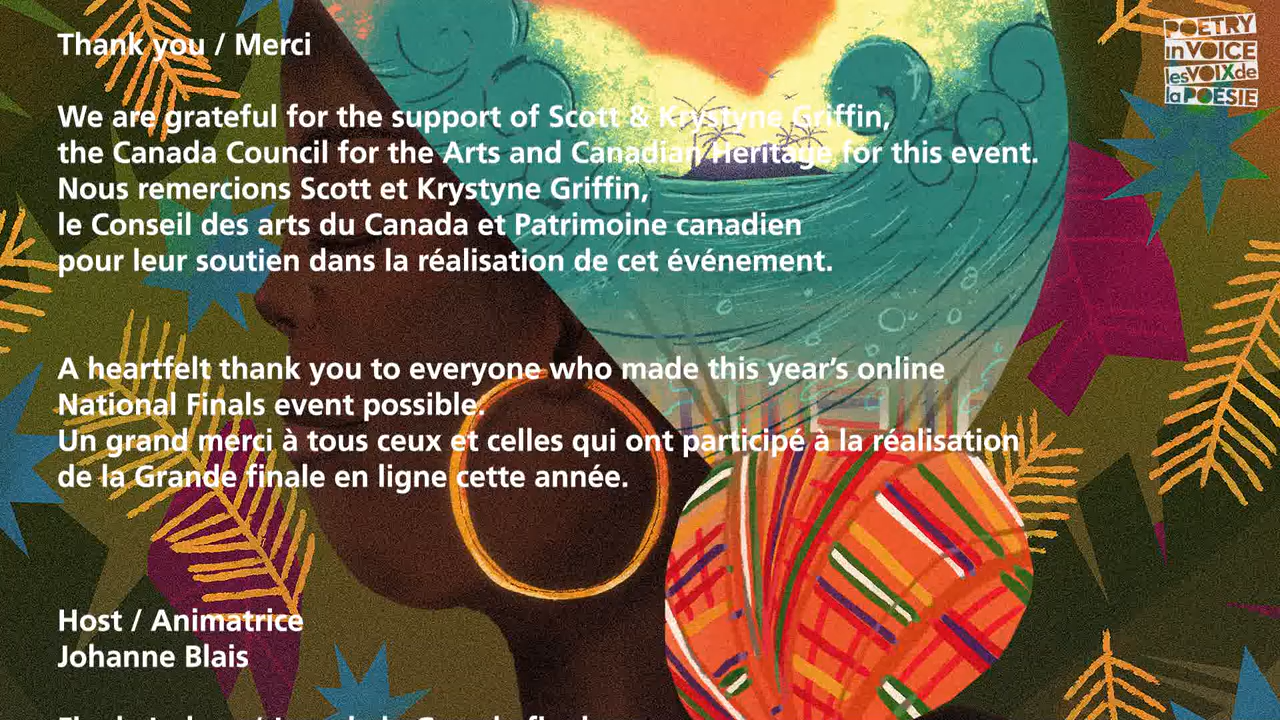 Thank you / Merci
We are grateful for the support of Scott & Krystyne Griffin,
the Canada Council for the Arts and Canadian Heritage for this event.
Nous remercions Scott et Krystyne Griffin,
le Conseil des arts du Canada et Patrimoine canadien
pour leur soutien dans la réalisation de cet événement.
A heartfelt thank you to everyone who made this year’s online
National Finals event possible.
Un grand merci à tous ceux et celles qui ont participé à la réalisation
de la Grande finale en ligne cette année.
Host / Animatrice
Johanne Blais
POETRY
in VOICE
les VOIX de
la POESIE